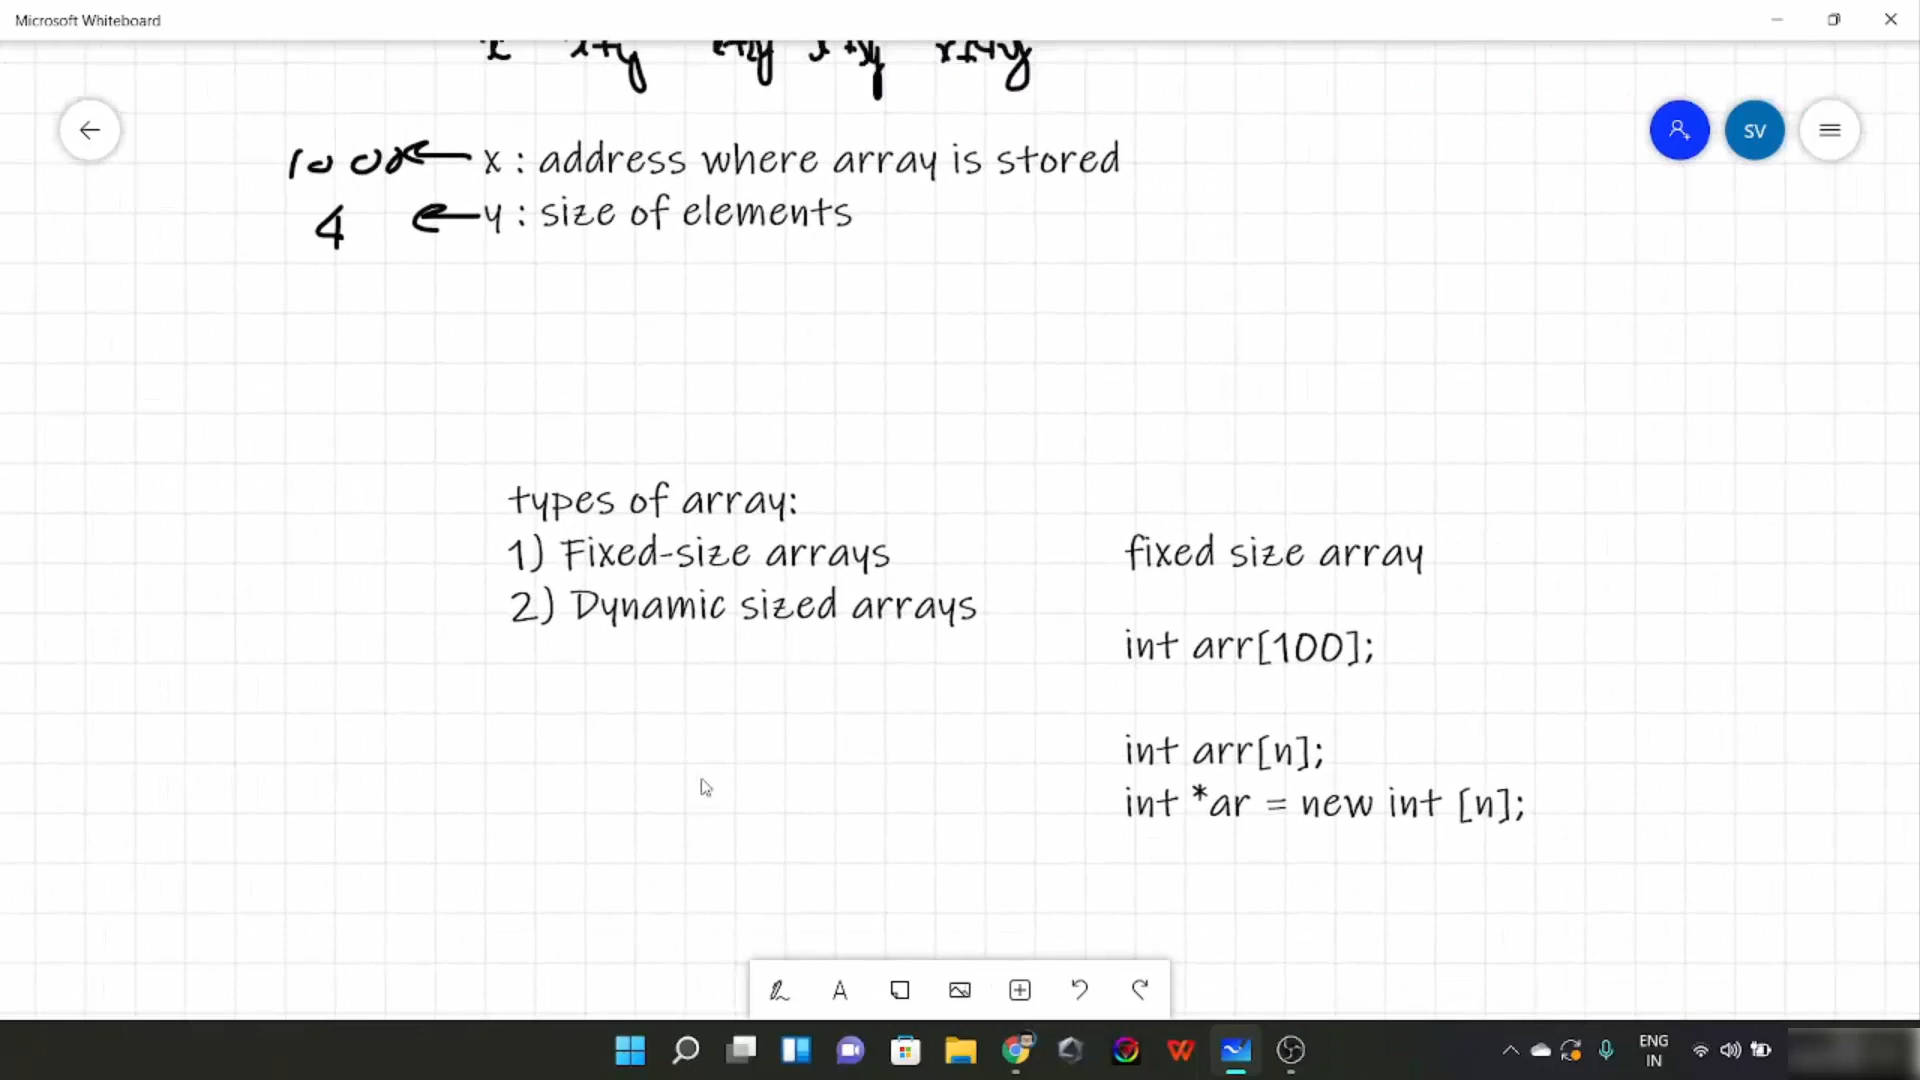 Microsoft Whiteboard
x x+y
SV
x : address where array is stored
4 y : size of elements
types of array:
1) Fixed-size arrays
2) Dynamic sized arrays
fixed size array
int arr[100];
int arr[n];
int *ar = new int [n];
A
ENG
IN